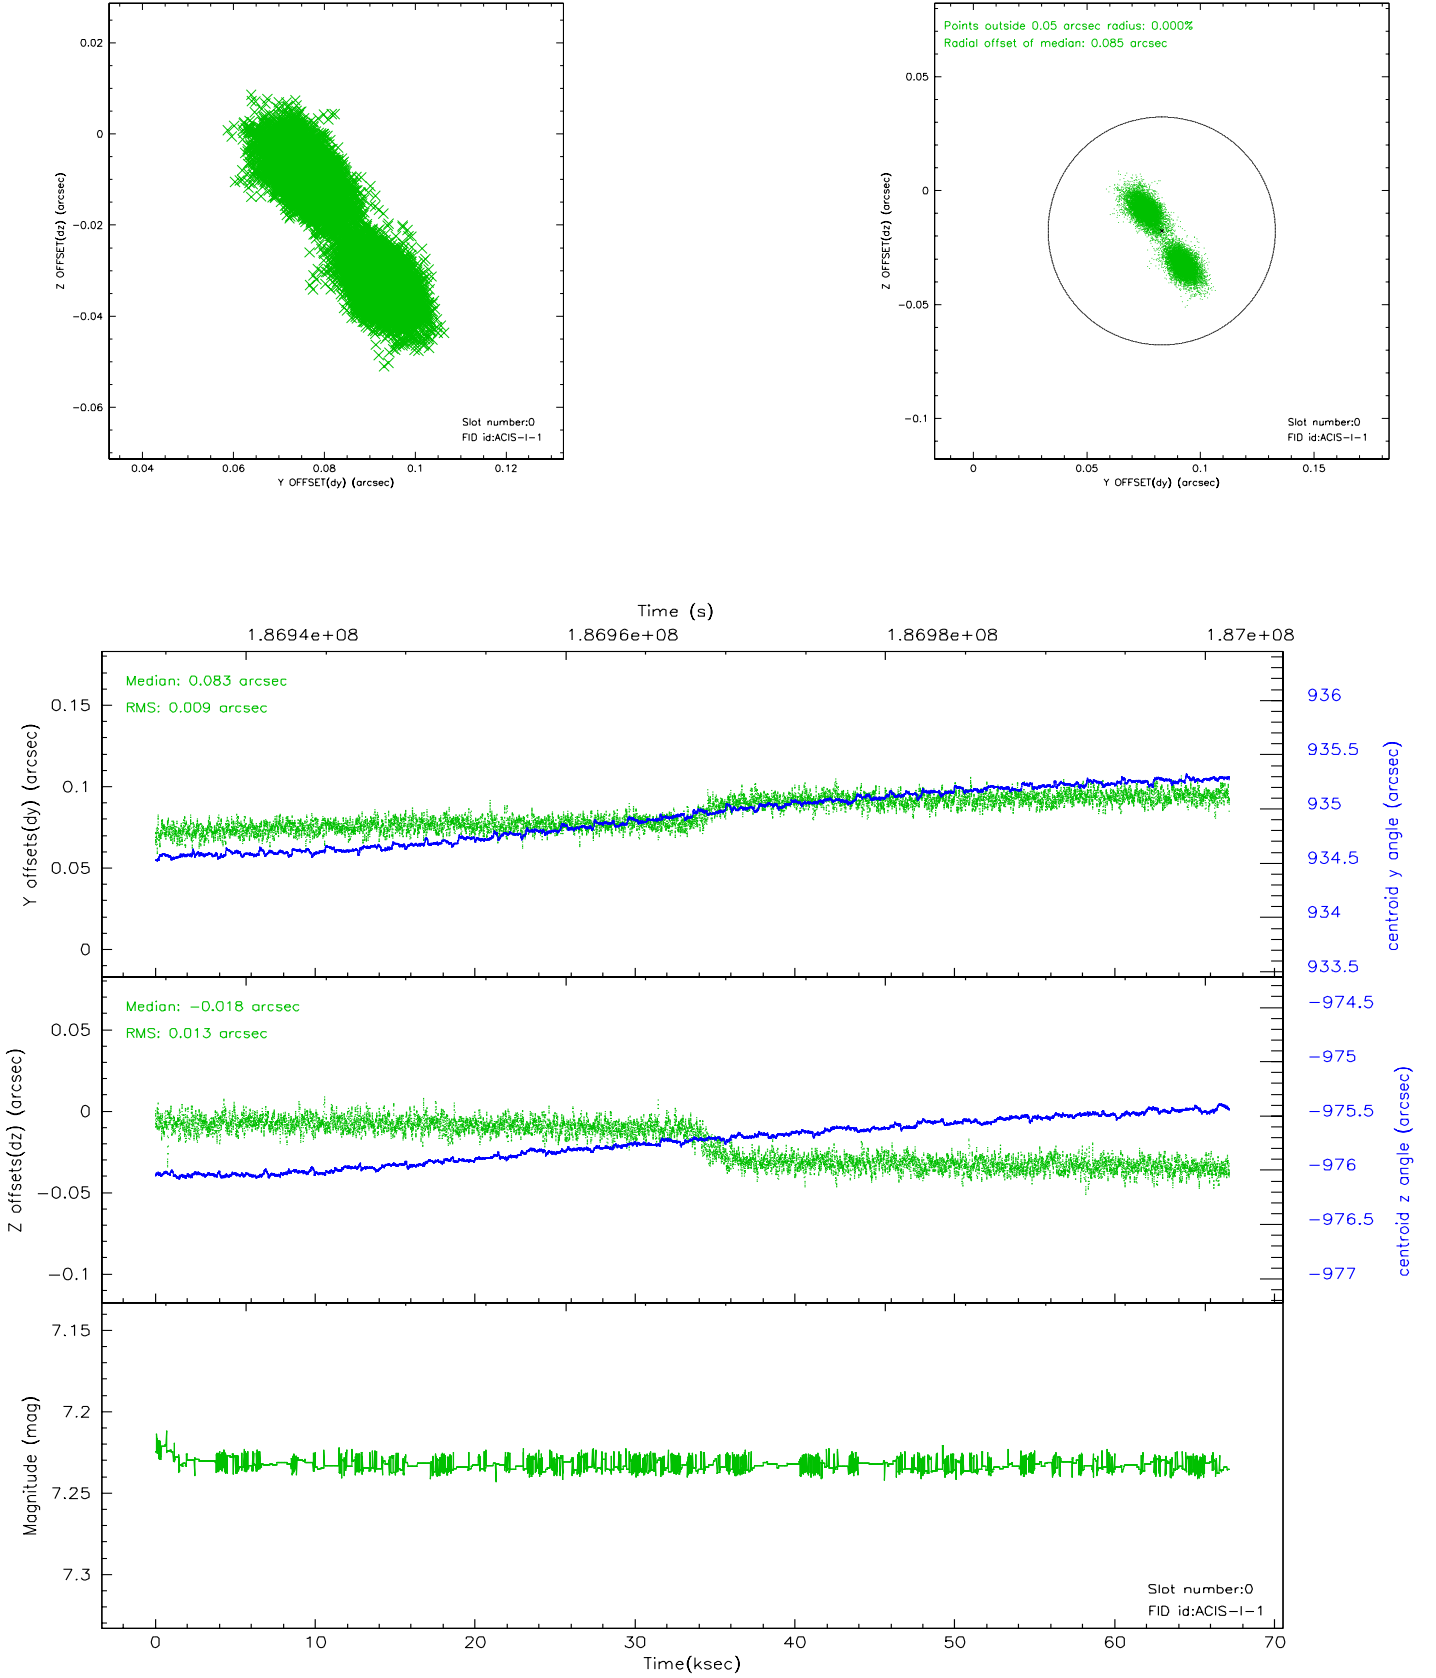 0.02
0
−0.02
−0.04
−0.06
Z OFFSET(dz) (arcsec)
Slot number:0
FID id:ACIS−I−1
0.04
0.06
0.08
0.1
0.12
Y OFFSET(dy) (arcsec)
Points outside 0.05 arcsec radius: 0.000%
Radial offset of median: 0.085 arcsec
0.05
0
−0.05
−0.1
Z OFFSET(dz) (arcsec)
Slot number:0
FID id:ACIS−I−1
0
0.05
0.1
0.15
Y OFFSET(dy) (arcsec)
Time (s)
1.8694e+08
1.8696e+08
1.8698e+08
1.87e+08
Median: 0.083 arcsec
RMS: 0.009 arcsec
0.15
0.1
0.05
0
Y offsets(dy) (arcsec)
936
935.5
935
934.5
934
933.5
centroid y angle (arcsec)
Median: −0.018 arcsec
RMS: 0.013 arcsec
0.05
0
−0.05
−0.1
Z offsets(dz) (arcsec)
−974.5
−975
−975.5
−976
−976.5
−977
centroid z angle (arcsec)
7.15
7.2
7.25
7.3
Magnitude (mag)
Slot number:0
FID id:ACIS−I−1
0
10
20
30
40
50
60
70
Time(ksec)